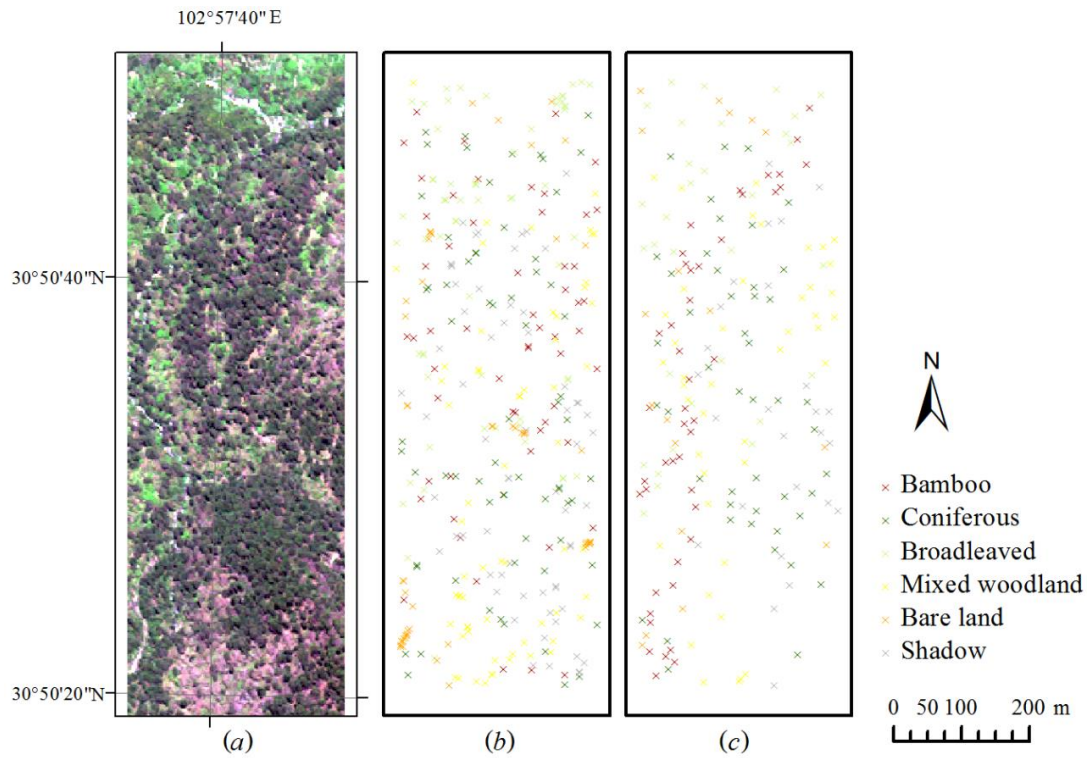 102°57'40" E
30°50'40"N
30°50'20"N
(a)
(b)
(c)
N
Bamboo
Coniferous
Broadleaved
Mixed woodland
Bare land
Shadow
0 50 100 200 m